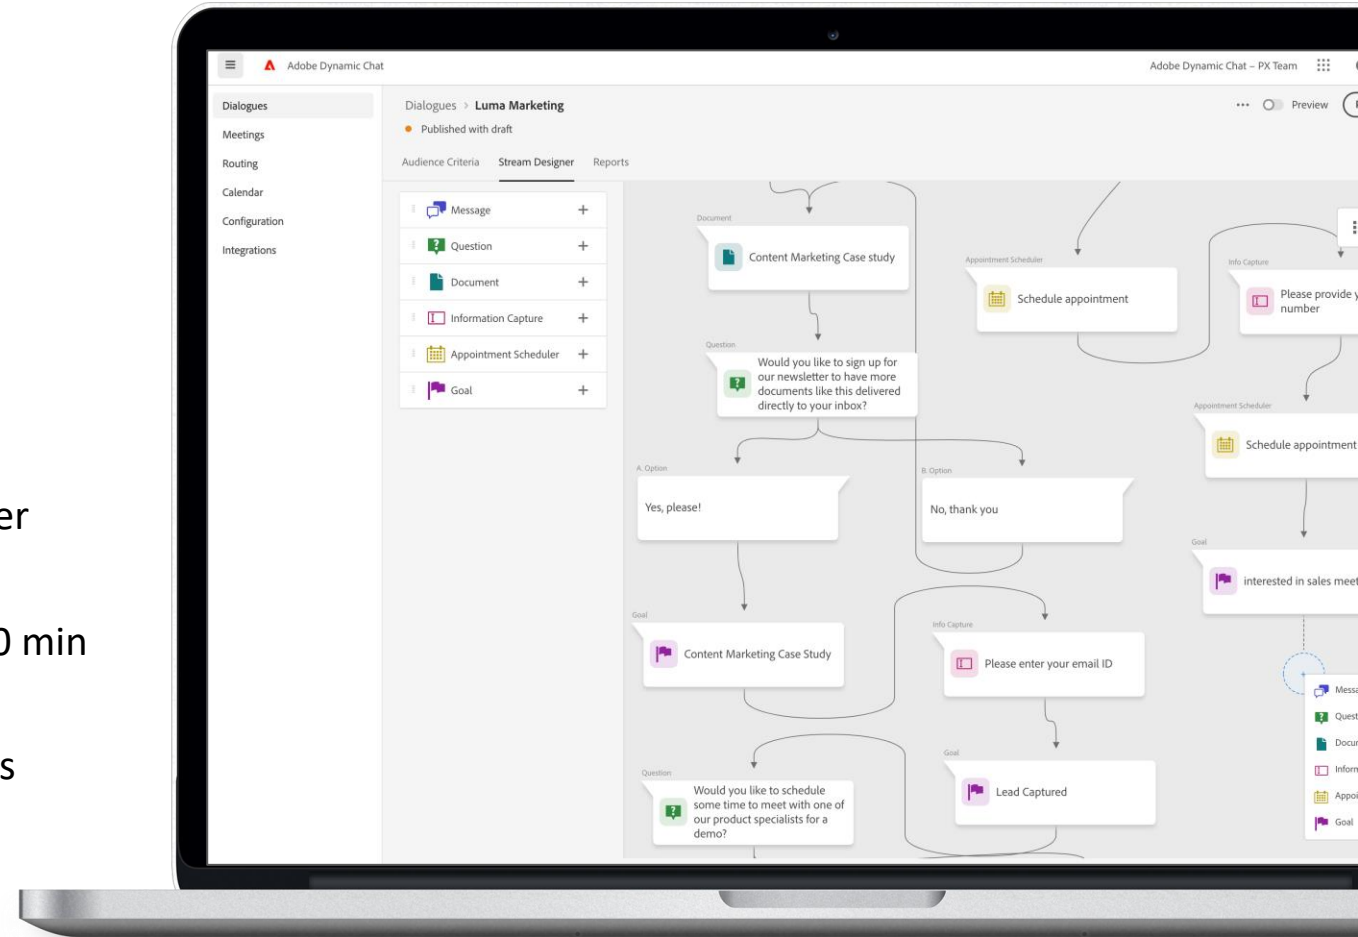 Adobe Dynamic Chat
Adobe Dynamic Chat – PX Team
Dialogues
Meetings
Routing
Calendar
Configuration
Integrations
Dialogues > Luma Marketing
Published with draft
Preview
Audience Criteria Stream Designer Reports
Message
Question
Document
Information Capture
Appointment Scheduler
Goal
Document
Content Marketing Case study
Question
Would you like to sign up for
our newsletter to have more
documents like this delivered
directly to your inbox?
A. Option
Yes, please!
B. Option
No, thank you
Goal
Content Marketing Case Study
Info Capture
Please enter your email ID
Goal
Lead Captured
Question
Would you like to schedule
some time to meet with one of
our product specialists for a
demo?
Appointment Scheduler
Schedule appointment
Info Capture
Please provide
number
Appointment Scheduler
Schedule appointment
Goal
interested in sales
Goal
er
0 min
s